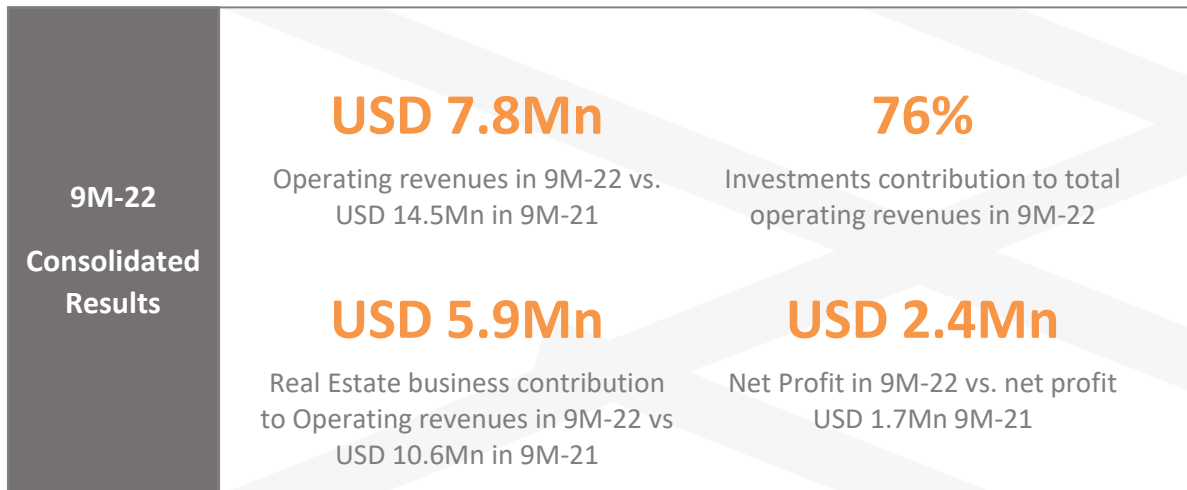 9M-22
Consolidated
Results
USD 7.8Mn
Operating revenues in 9M-22 vs.
USD 14.5Mn in 9M-21
76%
Investments contribution to total
operating revenues in 9M-22
USD 5.9Mn
Real Estate business contribution
to Operating revenues in 9M-22 vs
USD 10.6Mn in 9M-21
USD 2.4Mn
Net Profit in 9M-22 vs. net profit
USD 1.7Mn 9M-21